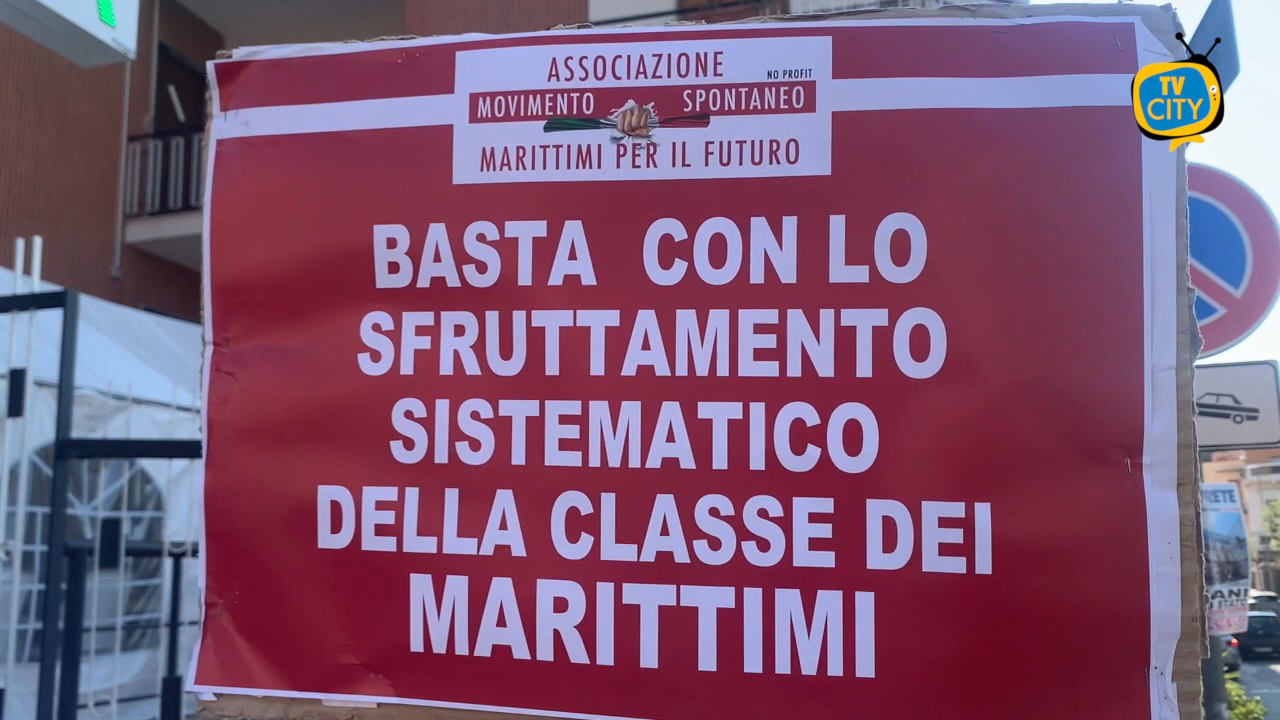 ASSOCIAZIONE
NO PROFIT
MOVIMENTO SPONTANEO
MARITTIMI PER IL FUTURO
BASTA CON LO
SFRUTTAMENTO
SISTEMATICO
DELLA CLASSE DEI
MARITTIMI
TV
CITY